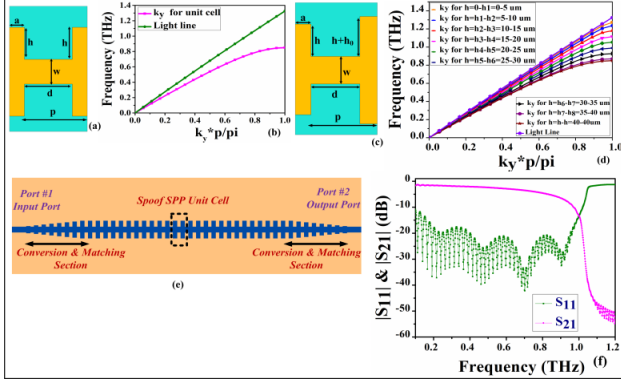 a
h
h
w
d
p
(a)
Frequency (THz)
1.4
1.2
1.0
0.8
0.6
0.4
0.2
0.0
0.0 0.2 0.4 0.6 0.8 1.0
ky*p/pi
ky for unit cell
Light line
(b)
a
h
h+h0
w
d
p
(c)
Frequency (THz)
1.4
1.2
1.0
0.8
0.6
0.4
0.2
0.0
0.0 0.2 0.4 0.6 0.8 1.0
ky*p/pi
ky for h=0-h1=0-5 um
ky for h=h1-h2=5-10 um
ky for h=h2-h3=10-15 um
ky for h=h3-h4=15-20 um
ky for h=h4-h5=20-25 um
ky for h=h5-h6=25-30 um
ky for h=h6-h7=30-35 um
ky for h=h7-h8=35-40 um
ky for h=h-h=40-40um
Light Line
(d)
Port #1
Input Port
Spoof SPP Unit Cell
Port #2
Output Port
Conversion & Matching
Section
Conversion & Matching
Section
(e)
|S11| & |S21| (dB)
0
-10
-20
-30
-40
-50
-60
S11
S21
0.2 0.4 0.6 0.8 1.0 1.2
Frequency (THz)
(f)